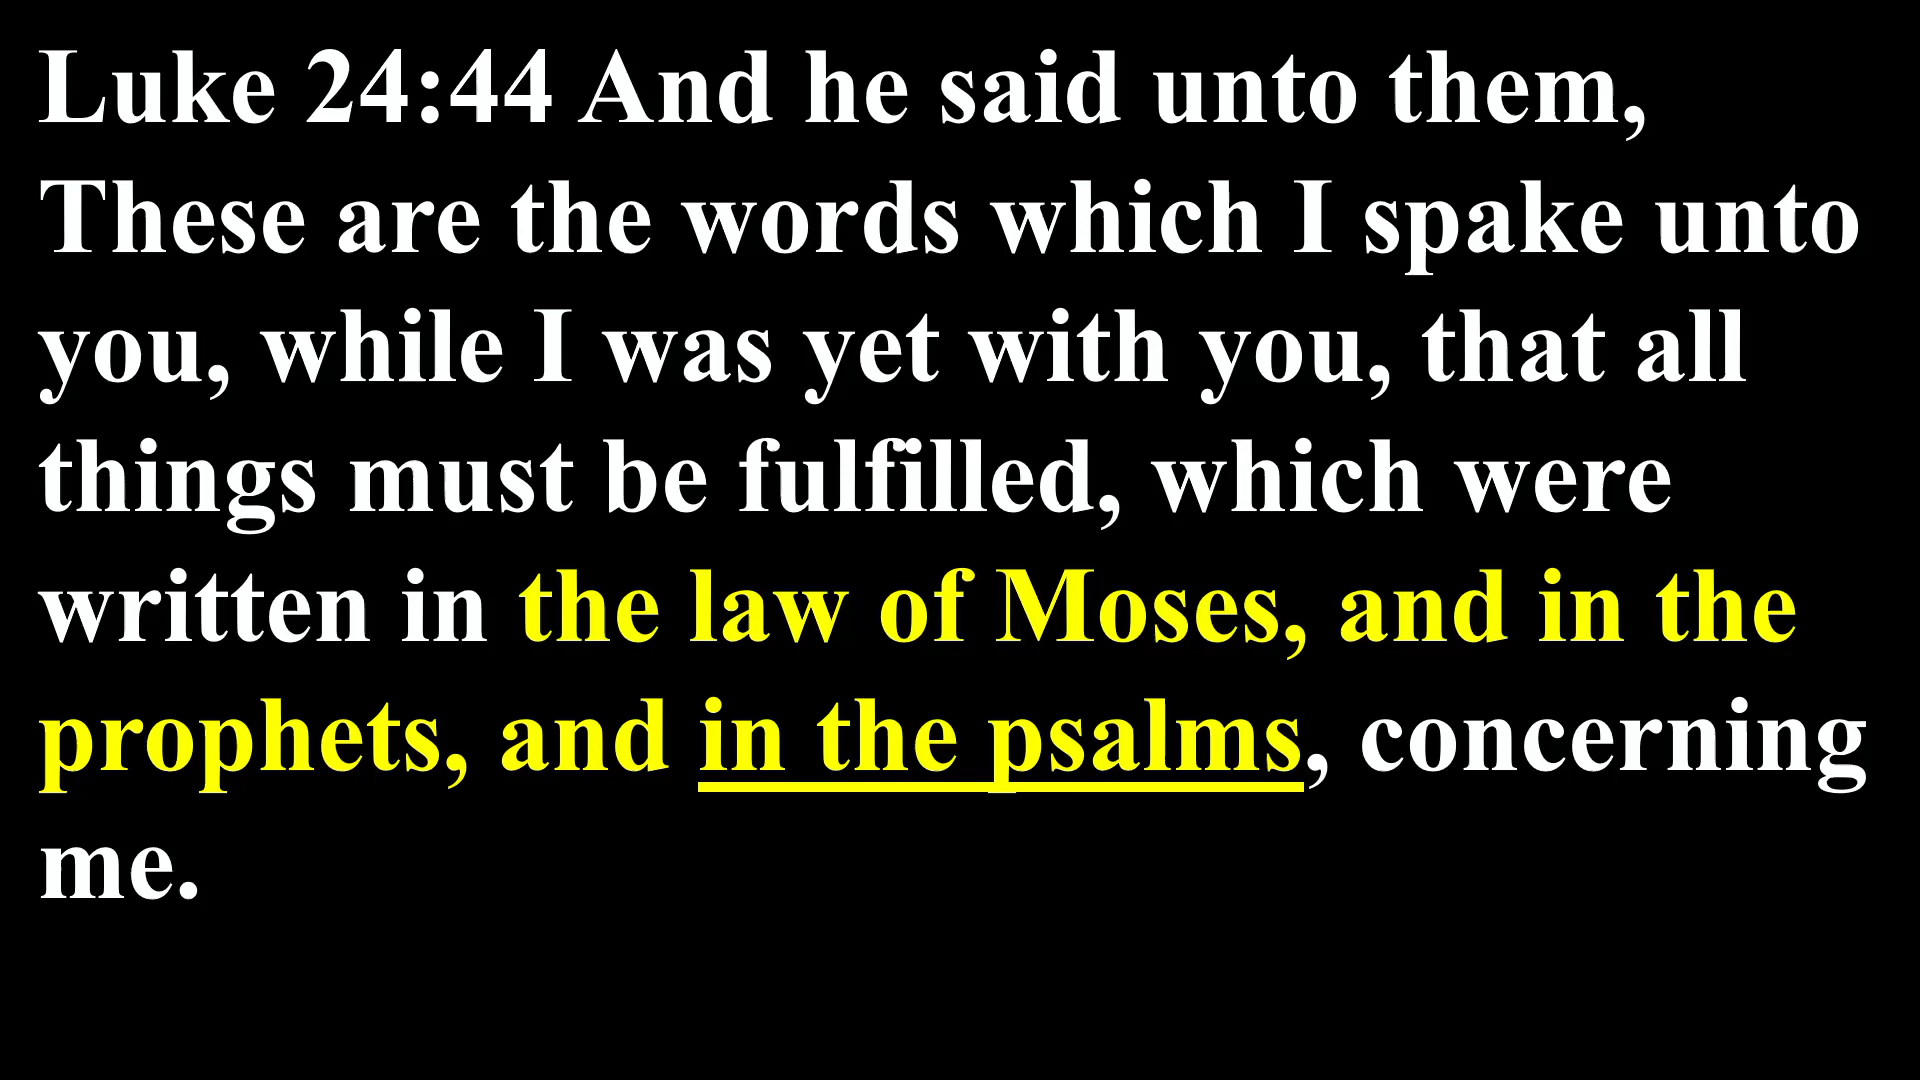 Luke 24:44 And he said unto them,
These are the words which I spake unto
you, while I was yet with you, that all
things must be fulfilled, which were
written in the law of Moses, and in the
prophets, and in the psalms, concerning
me.